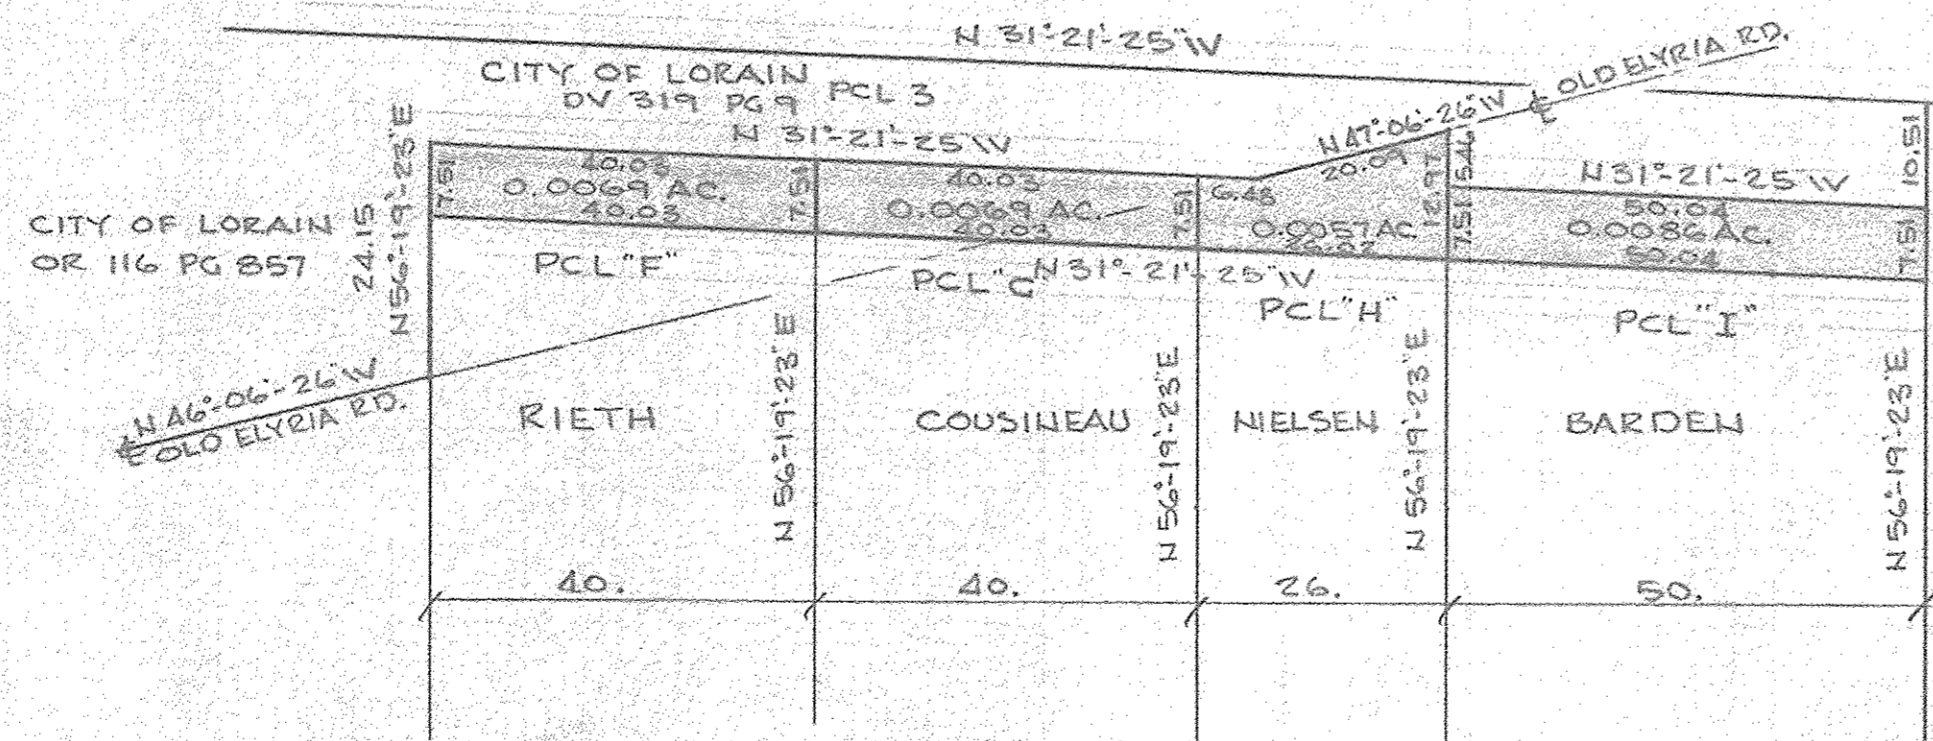 N 31°-21'-25"W
CITY OF LORAIN
DV 319 PG 9 PCL 3
N 31°-21'-25"W
℄ OLD ELYRIA RD.
N47°-06'-26"W
20.09
N56°-19'-23"E
24.15
CITY OF LORAIN
OR 116 PG 857
7.51
40.03
0.0069 AC.
40.03
7.51
40.03
0.0069 AC.
40.03
7.51
6.48
0.0057 AC.
12.97
5.46
7.51
10.51
N31°-21'-25"W
50.04
0.0086 AC.
50.04
7.51
PCL "F"
PCL "G"
N 31°-21'-25"W
PCL "H"
PCL "I"
N 46°-06'-26"W
℄ OLD ELYRIA RD.
RIETH
N 56°-19'-23"E
COUSINEAU
N 56°-19'-23"E
NIELSEN
N 56°-19'-23"E
BARDEN
N 56°-19'-23"E
40.
40.
26.
50.